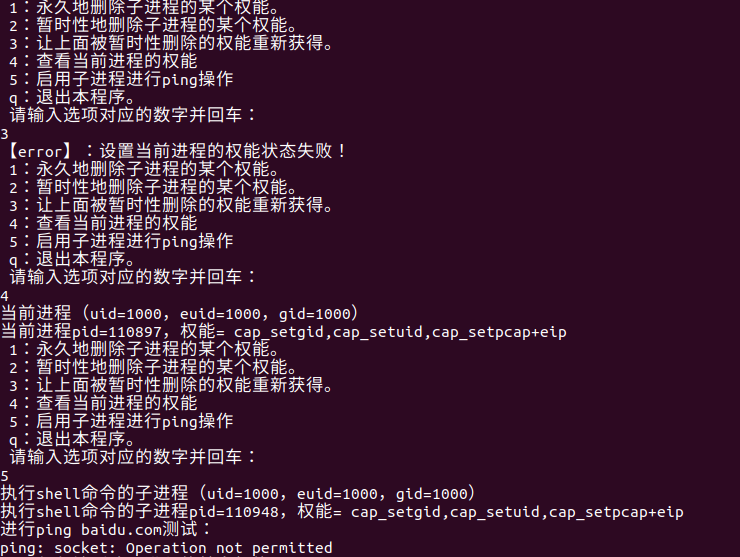 1：永久地删除子进程的某个权能。
2：暂时性地删除子进程的某个权能。
3：让上面被暂时性删除的权能重新获得。
4：查看当前进程的权能
5：启用子进程进行ping操作
q：退出本程序。
请输入选项对应的数字并回车：
3
【error】：设置当前进程的权能状态失败！
1：永久地删除子进程的某个权能。
2：暂时性地删除子进程的某个权能。
3：让上面被暂时性删除的权能重新获得。
4：查看当前进程的权能
5：启用子进程进行ping操作
q：退出本程序。
请输入选项对应的数字并回车：
4
当前进程（uid=1000，euid=1000，gid=1000）
当前进程pid=110897，权能= cap_setgid,cap_setuid,cap_setpcap+eip
1：永久地删除子进程的某个权能。
2：暂时性地删除子进程的某个权能。
3：让上面被暂时性删除的权能重新获得。
4：查看当前进程的权能
5：启用子进程进行ping操作
q：退出本程序。
请输入选项对应的数字并回车：
5
执行shell命令的子进程（uid=1000，euid=1000，gid=1000）
执行shell命令的子进程pid=110948，权能= cap_setgid,cap_setuid,cap_setpcap+eip
进行ping baidu.com测试：
ping: socket: Operation not permitted